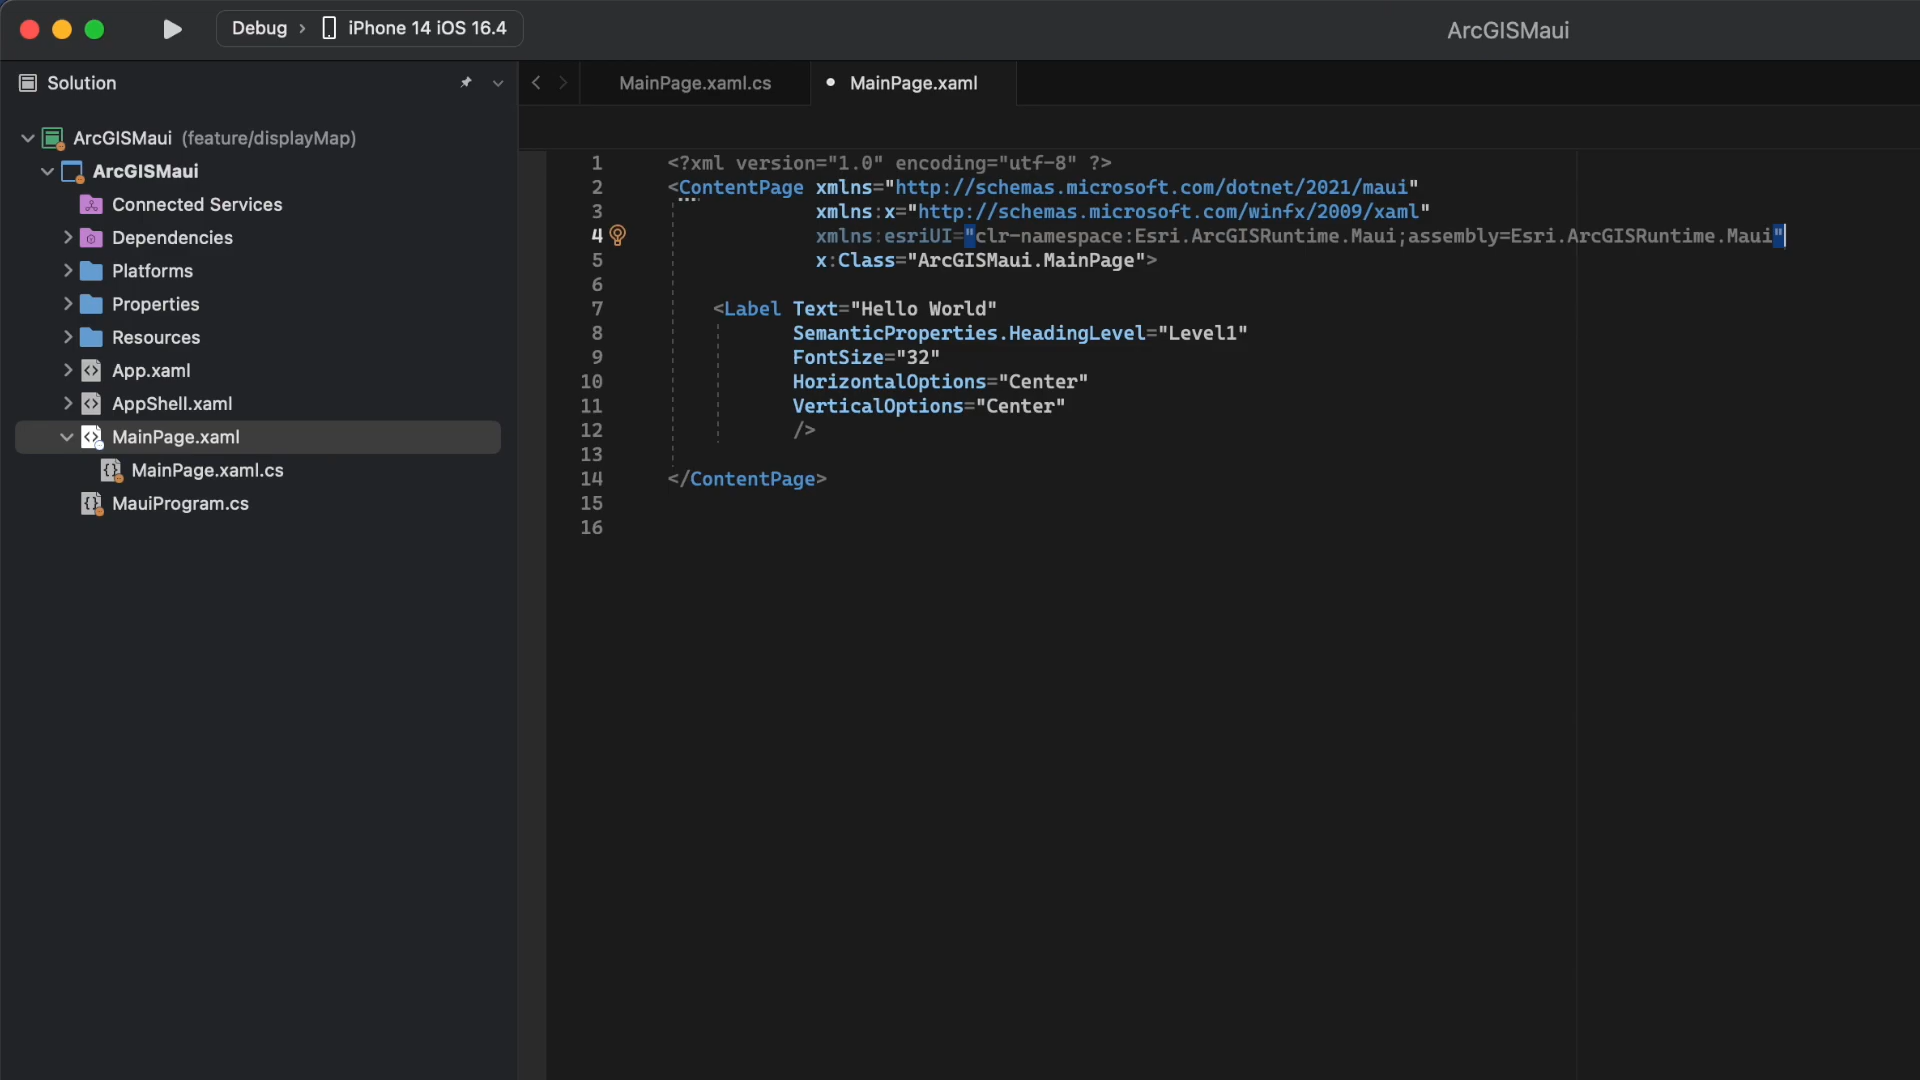 Debug › iPhone 14 iOS 16.4
ArcGISMaui
Solution
MainPage.xaml.cs
MainPage.xaml
ArcGISMaui (feature/displayMap)
ArcGISMaui
Connected Services
Dependencies
Platforms
Properties
Resources
App.xaml
AppShell.xaml
MainPage.xaml
MainPage.xaml.cs
MauiProgram.cs
1 <?xml version="1.0" encoding="utf-8" ?>
2 <ContentPage xmlns="http://schemas.microsoft.com/dotnet/2021/maui"
3 xmlns:x="http://schemas.microsoft.com/winfx/2009/xaml"
4 xmlns:esriUI="clr-namespace:Esri.ArcGISRuntime.Maui;assembly=Esri.ArcGISRuntime.Maui"
5 x:Class="ArcGISMaui.MainPage">
6
7 <Label Text="Hello World"
8 SemanticProperties.HeadingLevel="Level1"
9 FontSize="32"
10 HorizontalOptions="Center"
11 VerticalOptions="Center"
12 />
13
14 </ContentPage>
15
16